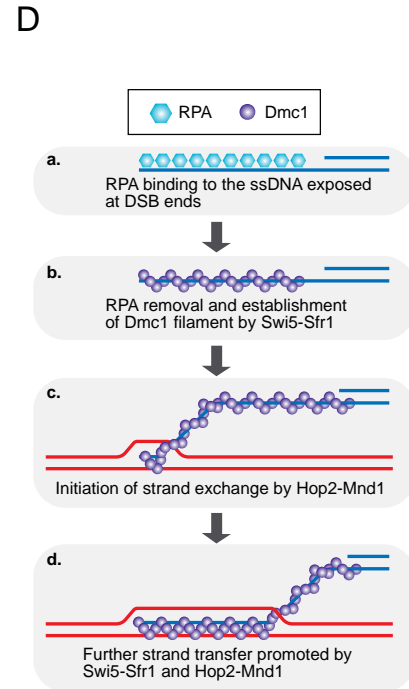 D
RPA Dmc1
a.
RPA binding to the ssDNA exposed
at DSB ends
b.
RPA removal and establishment
of Dmc1 filament by Swi5-Sfr1
c.
Initiation of strand exchange by Hop2-Mnd1
d.
Further strand transfer promoted by
Swi5-Sfr1 and Hop2-Mnd1